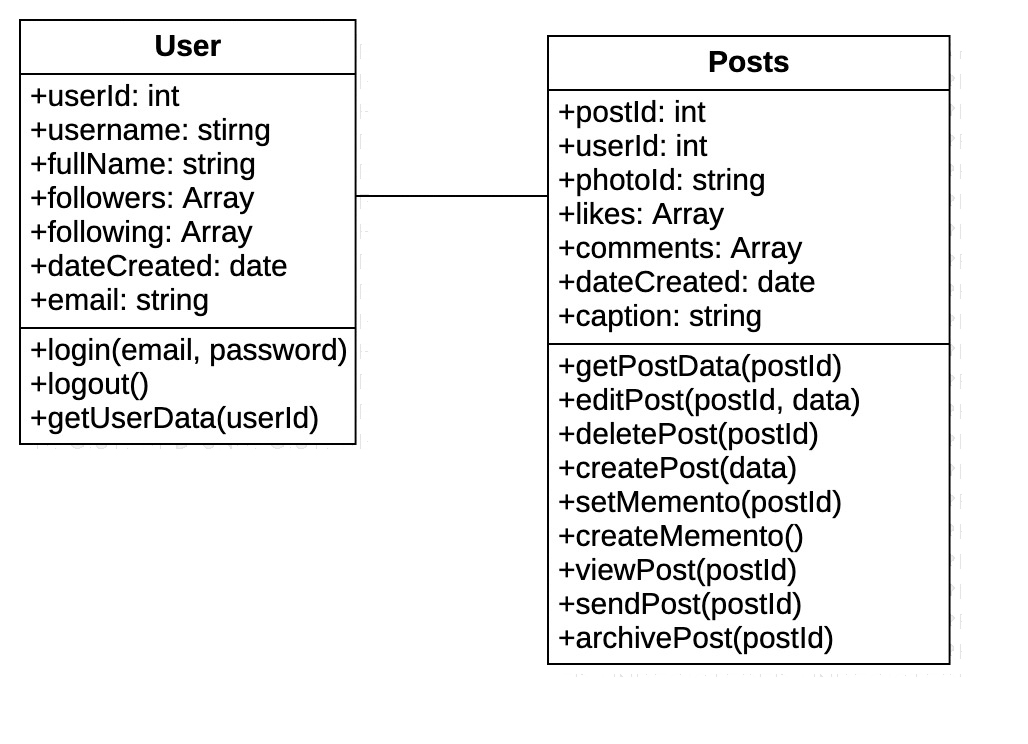 User
+userId: int
+username: stirng
+fullName: string
+followers: Array
+following: Array
+dateCreated: date
+email: string
+login(email, password)
+logout()
+getUserData(userId)
Posts
+postId: int
+userId: int
+photoId: string
+likes: Array
+comments: Array
+dateCreated: date
+caption: string
+getPostData(postId)
+editPost(postId, data)
+deletePost(postId)
+createPost(data)
+setMemento(postId)
+createMemento()
+viewPost(postId)
+sendPost(postId)
+archivePost(postId)